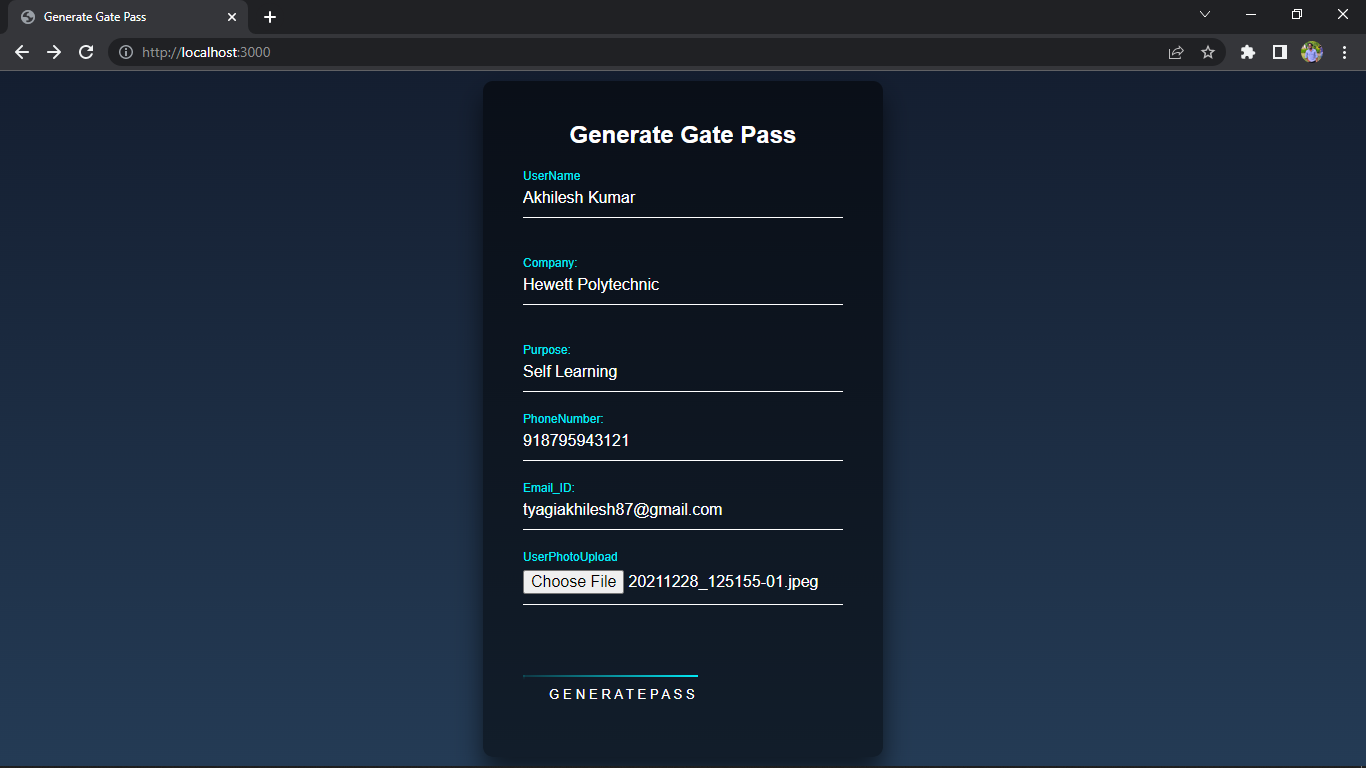 Generate Gate Pass
http://localhost:3000
Generate Gate Pass
UserName
Akhilesh Kumar
Company:
Hewett Polytechnic
Purpose:
Self Learning
PhoneNumber:
918795943121
Email_ID:
tyagiakhilesh87@gmail.com
UserPhotoUpload
Choose File 20211228_125155-01.jpeg
GENERATEPASS